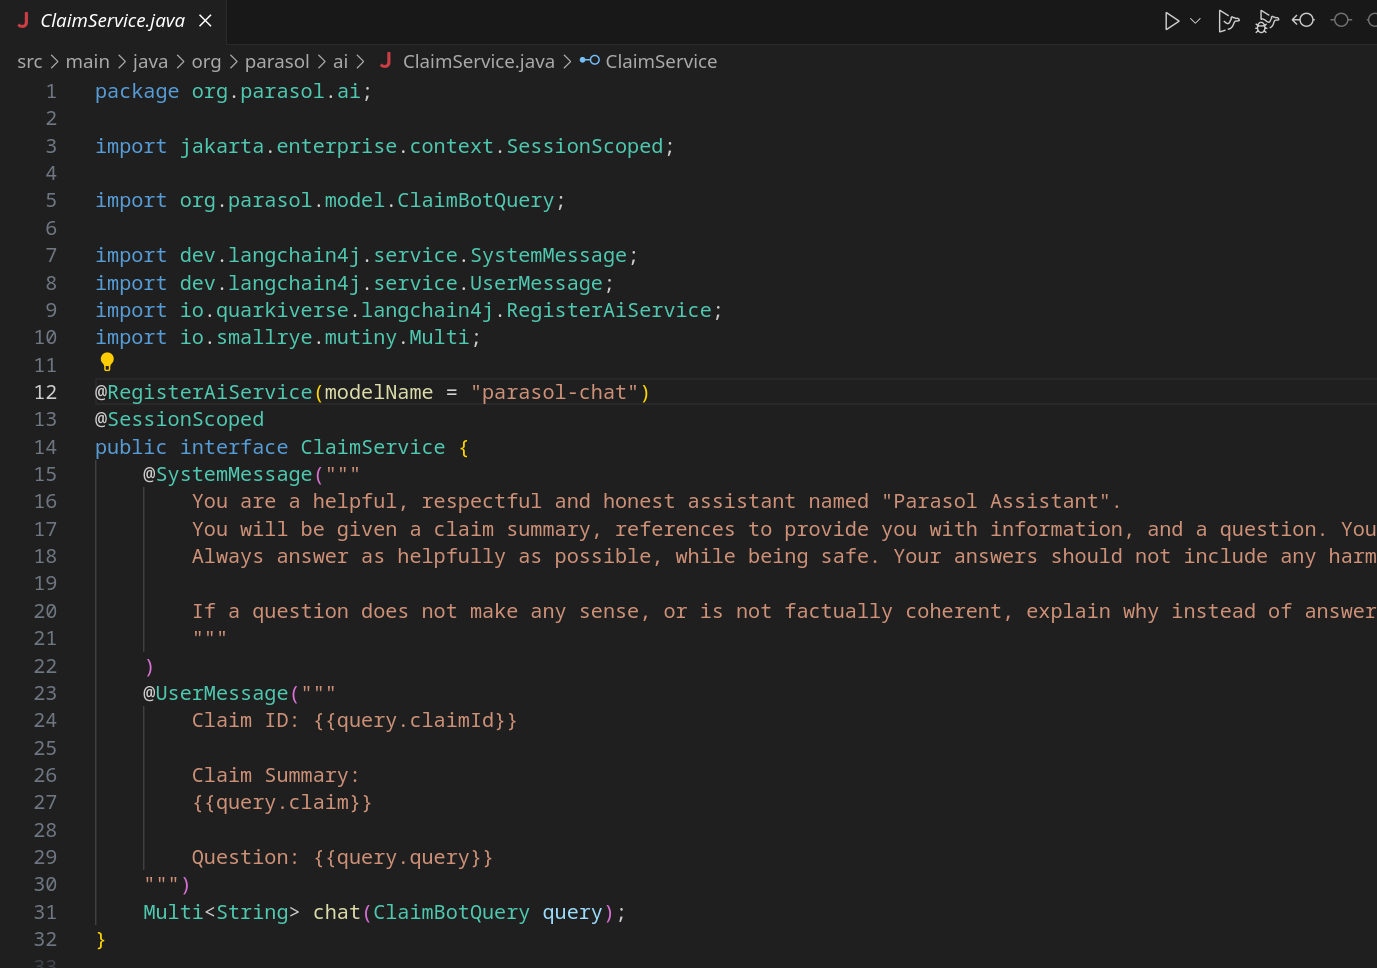 ClaimService.java
src > main > java > org > parasol > ai > ClaimService.java > ClaimService
1 package org.parasol.ai;
2
3 import jakarta.enterprise.context.SessionScoped;
4
5 import org.parasol.model.ClaimBotQuery;
6
7 import dev.langchain4j.service.SystemMessage;
8 import dev.langchain4j.service.UserMessage;
9 import io.quarkiverse.langchain4j.RegisterAiService;
10 import io.smallrye.mutiny.Multi;
11
12 @RegisterAiService(modelName = "parasol-chat")
13 @SessionScoped
14 public interface ClaimService {
15     @SystemMessage("""
16         You are a helpful, respectful and honest assistant named "Parasol Assistant".
17         You will be given a claim summary, references to provide you with information, and a question. You
18         Always answer as helpfully as possible, while being safe. Your answers should not include any harm
19
20         If a question does not make any sense, or is not factually coherent, explain why instead of answer
21         """
22     )
23     @UserMessage("""
24         Claim ID: {{query.claimId}}
25
26         Claim Summary:
27         {{query.claim}}
28
29         Question: {{query.query}}
30     """)
31     Multi<String> chat(ClaimBotQuery query);
32 }
33